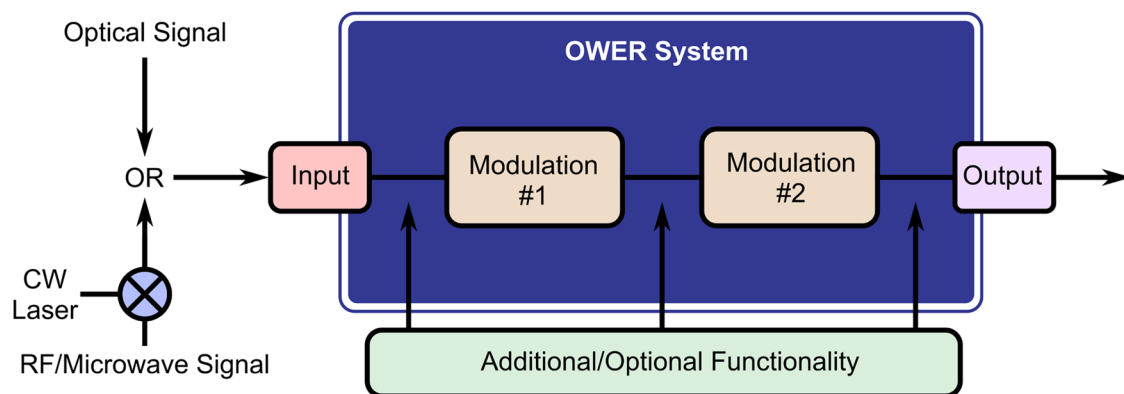 Optical Signal
OWER System
OR
Input
Modulation
#1
Modulation
#2
Output
CW
Laser
RF/Microwave Signal
Additional/Optional Functionality